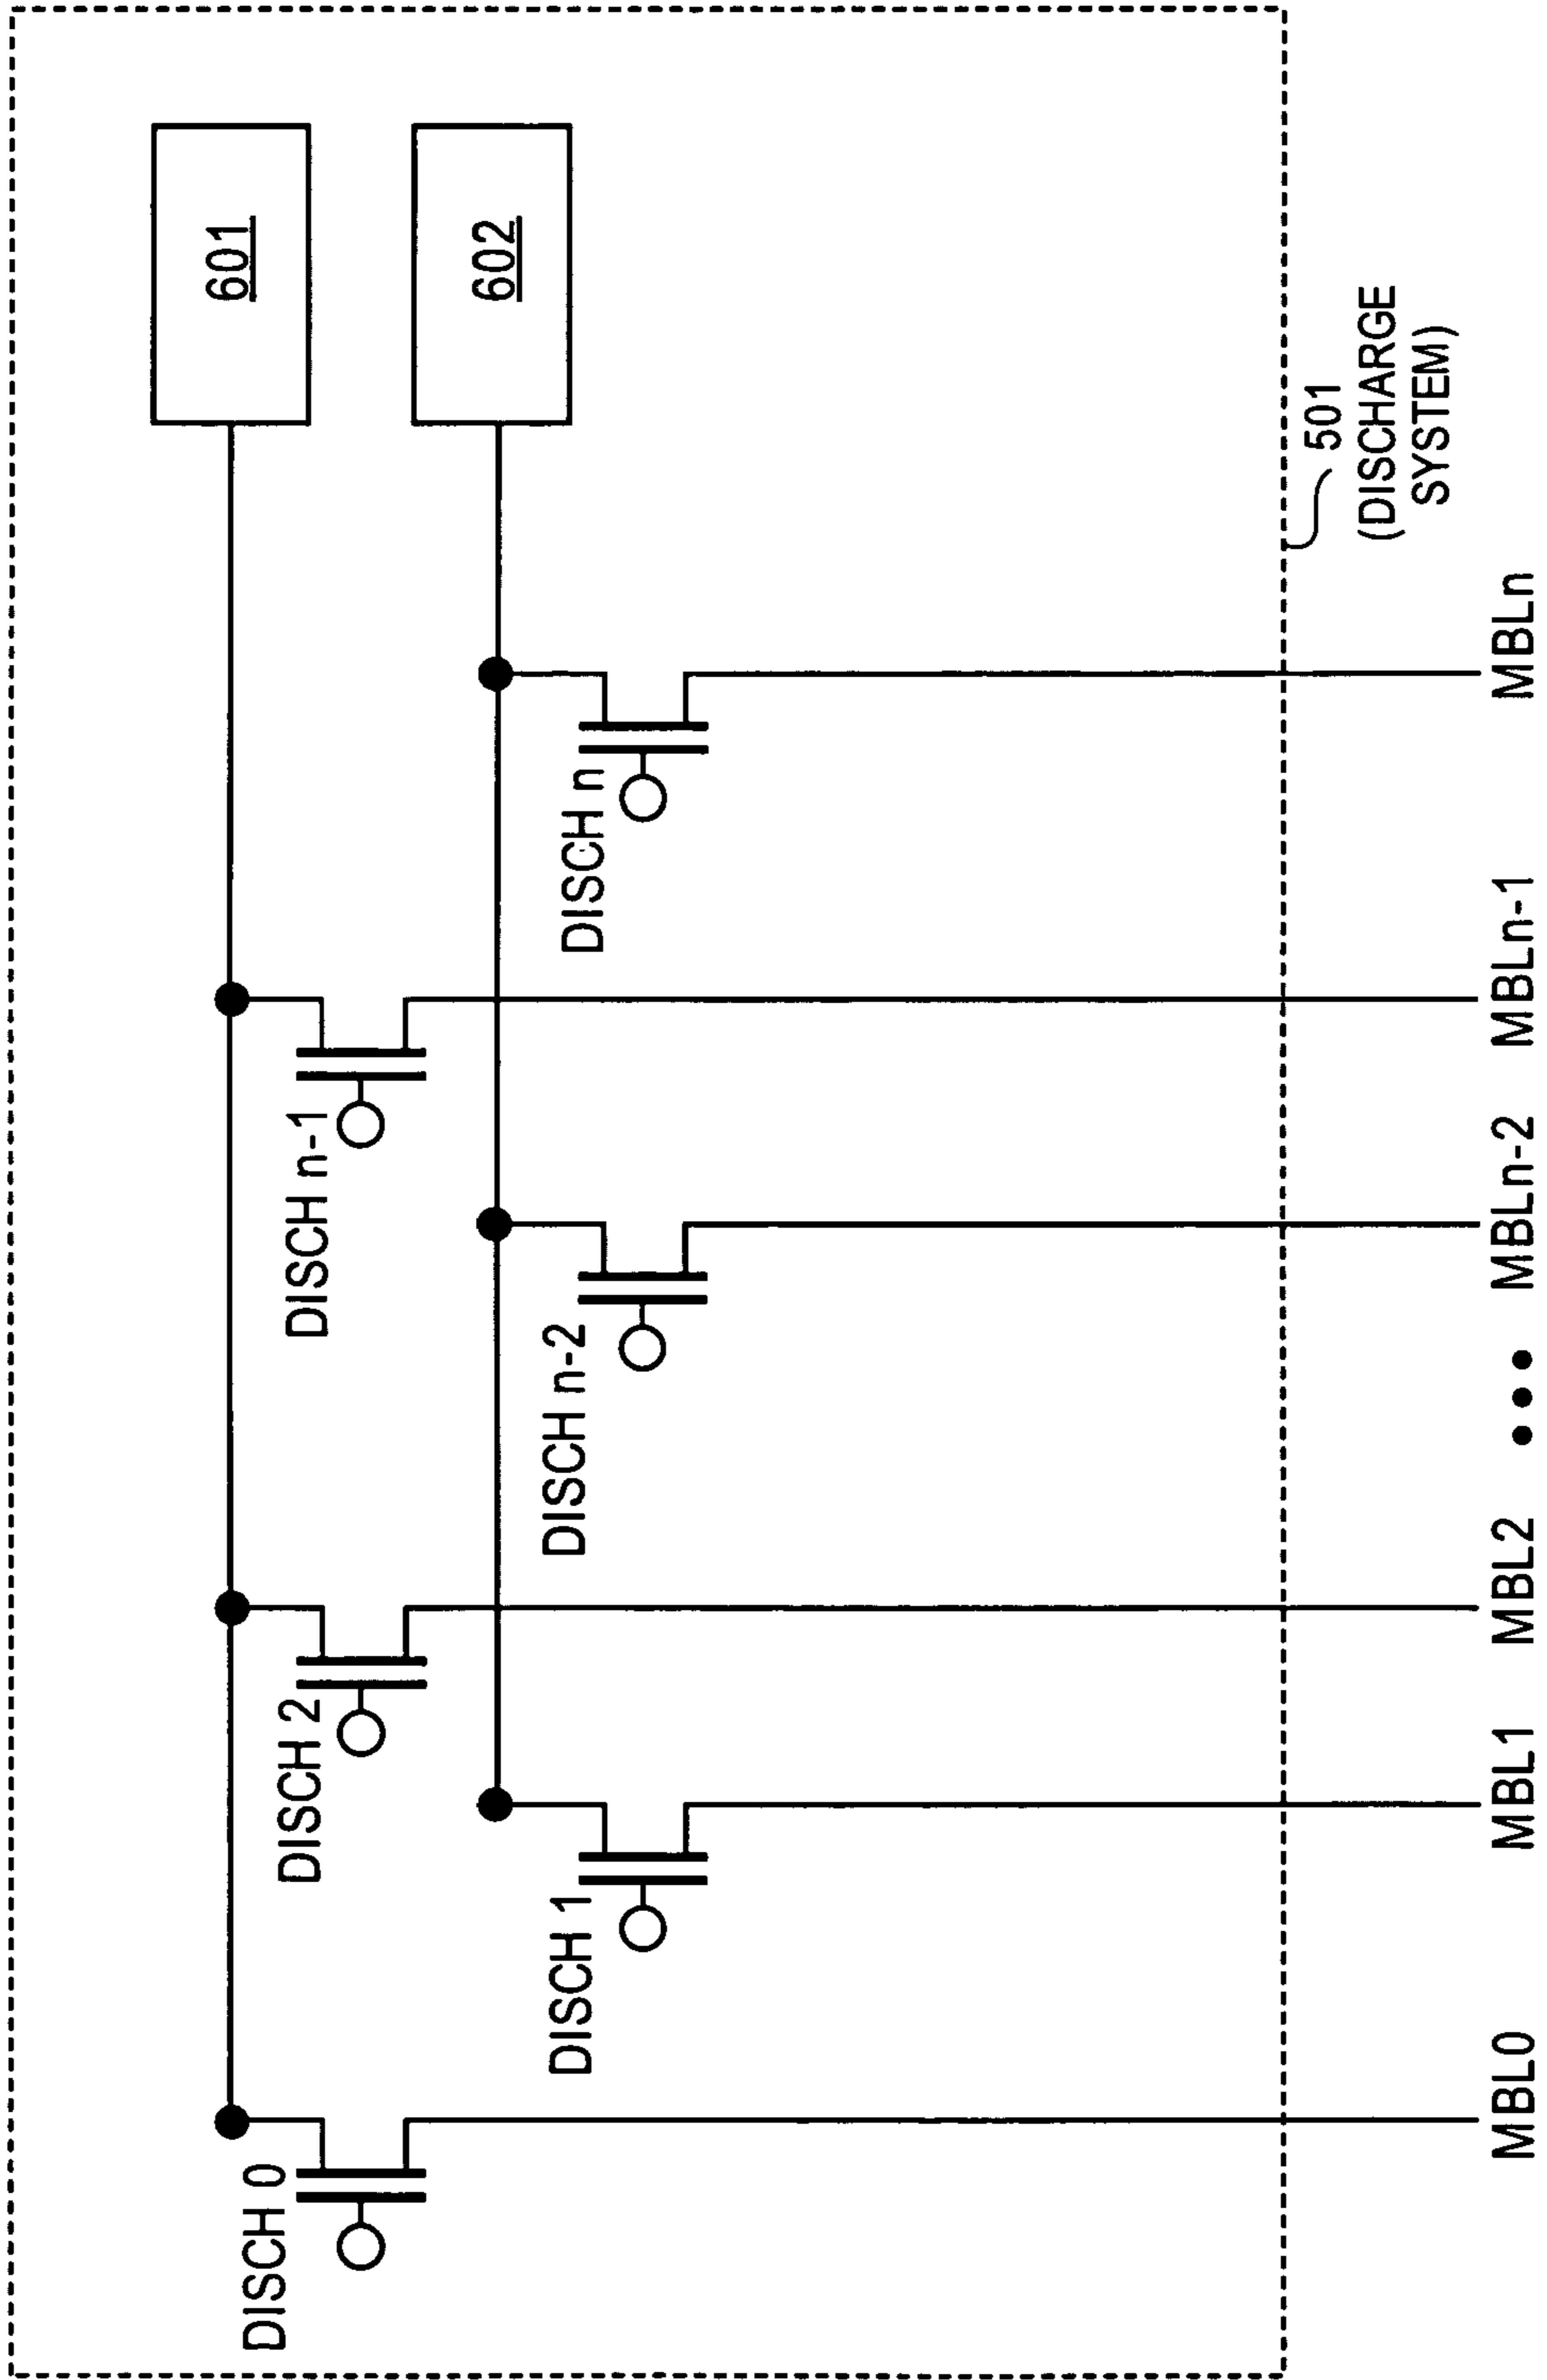 601
602
DISCH n-1
DISCH n
DISCH 2
DISCH n-2
DISCH 0
DISCH 1
501
(DISCHARGE
SYSTEM)
MBL0
MBL1
MBL2
MBLn-2
MBLn-1
MBLn